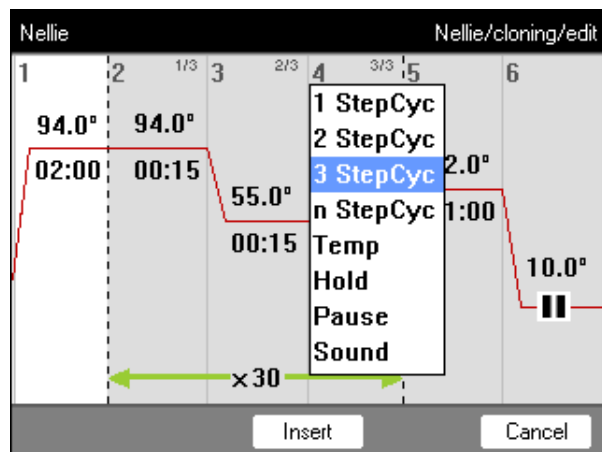 Nellie Nellie/cloning/edit
1 2 1/3 3 2/3 4 3/3 5 6
94.0° 94.0°
02:00 00:15
55.0°
00:15
1 StepCyc
2 StepCyc
3 StepCyc
n StepCyc
Temp
Hold
Pause
Sound
2.0°
1:00
10.0°
×30
Insert Cancel